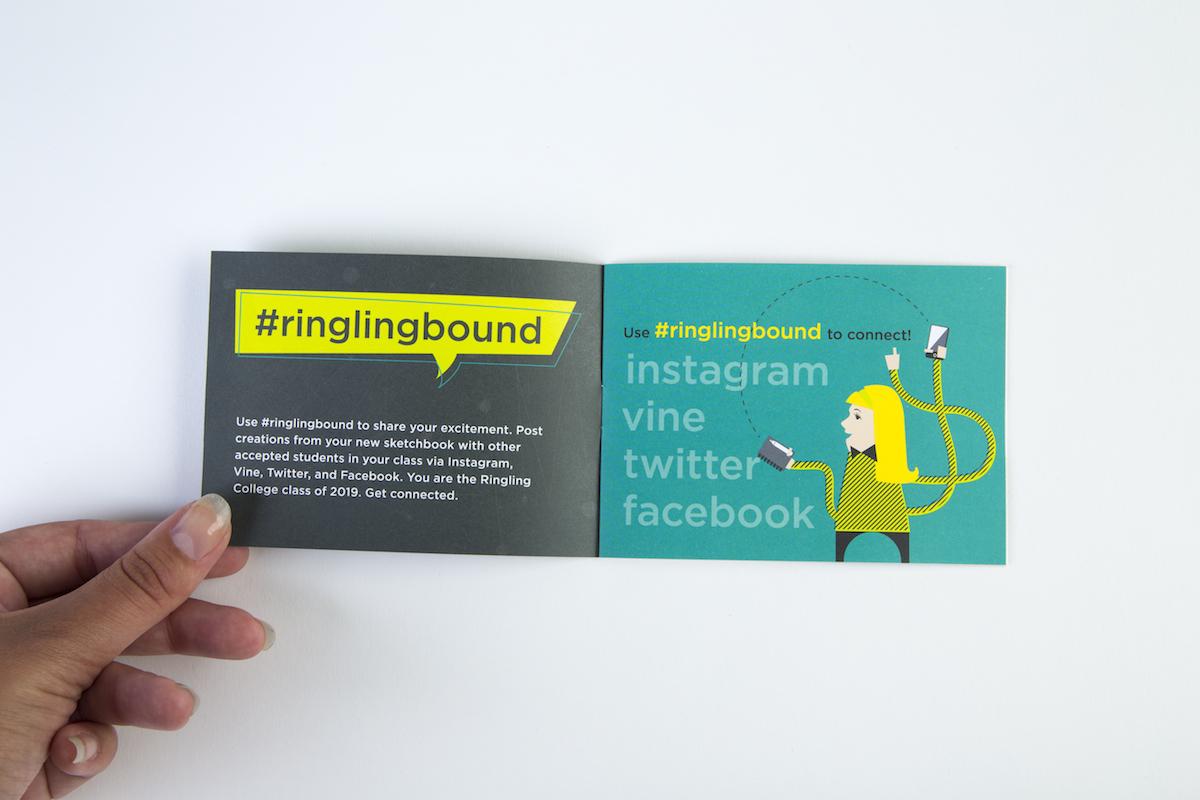 #ringlingbound
Use #ringlingbound to share your excitement. Post
creations from your new sketchbook with other
accepted students in your class via Instagram,
Vine, Twitter, and Facebook. You are the Ringling
College class of 2019. Get connected.
Use #ringlingbound to connect!
instagram
vine
twitter
facebook